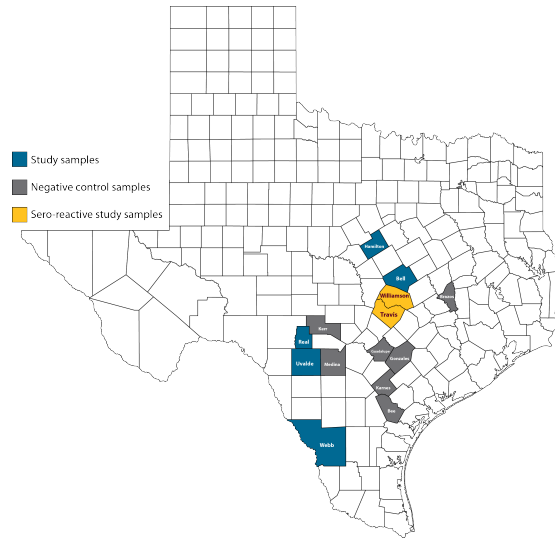 Study samples
Negative control samples
Sero-reactive study samples
Hamilton
Bell
Williamson
Brazos
Travis
Kerr
Real
Guadalupe
Gonzales
Uvalde
Medina
Karnes
Bee
Webb